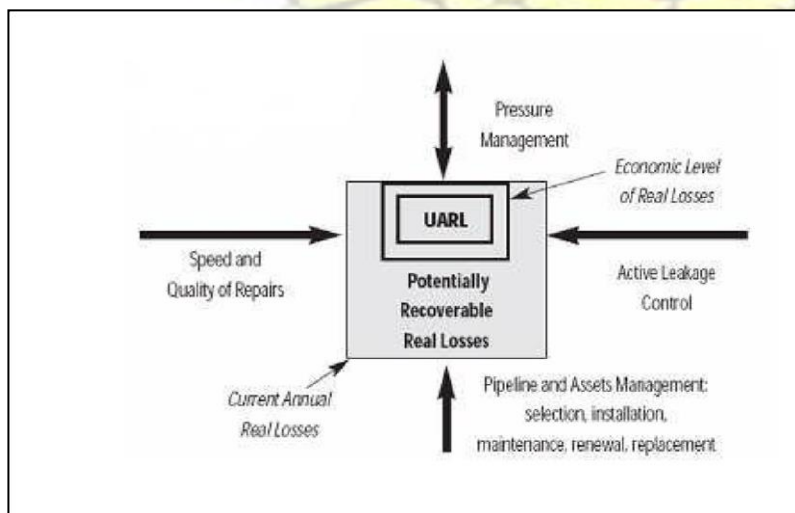 Pressure
Management
Economic Level
of Real Losses
UARL
Speed and
Quality of Repairs
Active Leakage
Control
Potentially
Recoverable
Real Losses
Current Annual
Real Losses
Pipeline and Assets Management:
selection, installation,
maintenance, renewal, replacement